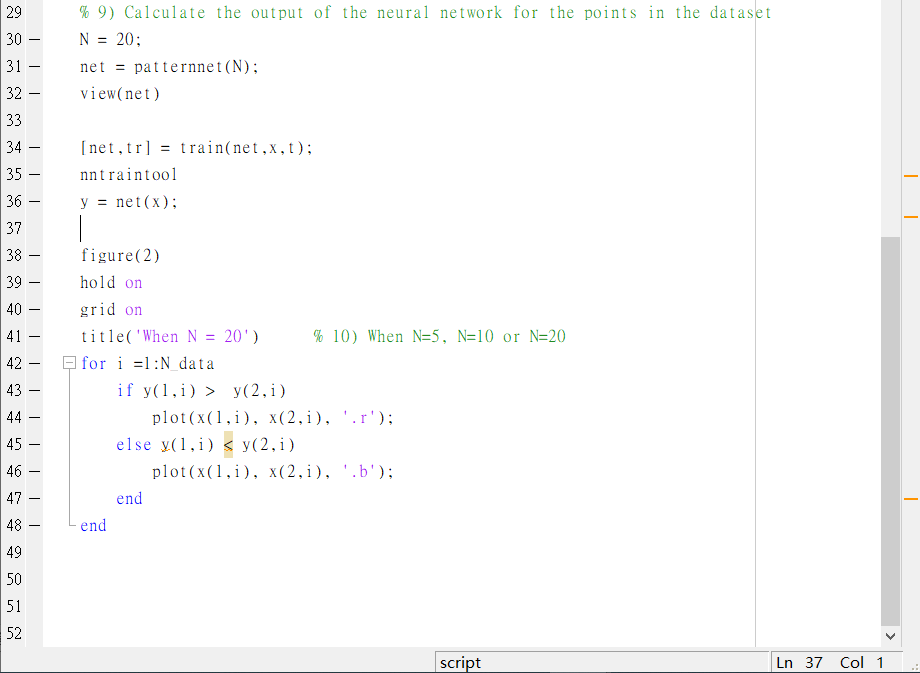 29 % 9) Calculate the output of the neural network for the points in the dataset
30 — N = 20;
31 — net = patternnet(N);
32 — view(net)
33
34 — [net,tr] = train(net,x,t);
35 — nntraintool
36 — y = net(x);
37
38 — figure(2)
39 — hold on
40 — grid on
41 — title('When N = 20') % 10) When N=5, N=10 or N=20
42 — for i =1:N_data
43 — if y(1,i) > y(2,i)
44 — plot(x(1,i), x(2,i), '.r');
45 — else y(1,i) < y(2,i)
46 — plot(x(1,i), x(2,i), '.b');
47 — end
48 — end
49
50
51
52
script Ln 37 Col 1